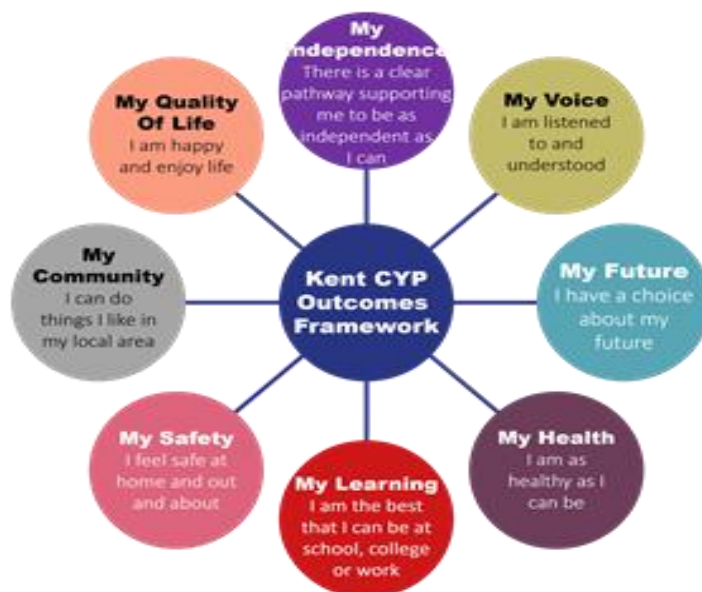 My
Independence
There is a clear
pathway supporting
me to be as
independent as
I can
My Voice
I am listened
to and
understood
My Future
I have a choice
about my
future
My Health
I am as
healthy as I
can be
My Learning
I am the best
that I can be at
school, college
or work
My Safety
I feel safe at
home and out
and about
My
Community
I can do
things I like in
my local area
My Quality
Of Life
I am happy
and enjoy life
Kent CYP
Outcomes
Framework